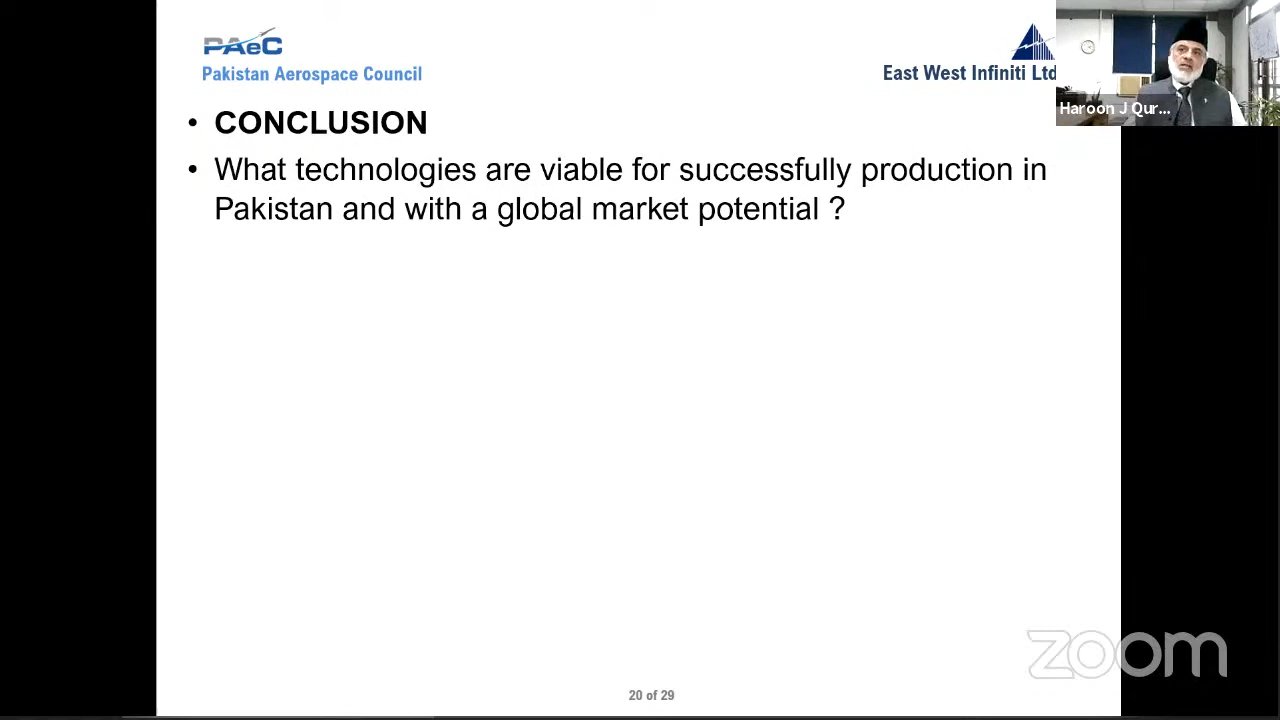 PAeC
Pakistan Aerospace Council
East West Infiniti Ltd
Haroon J Qur...
• CONCLUSION
• What technologies are viable for successfully production in
Pakistan and with a global market potential ?
zoom
20 of 29